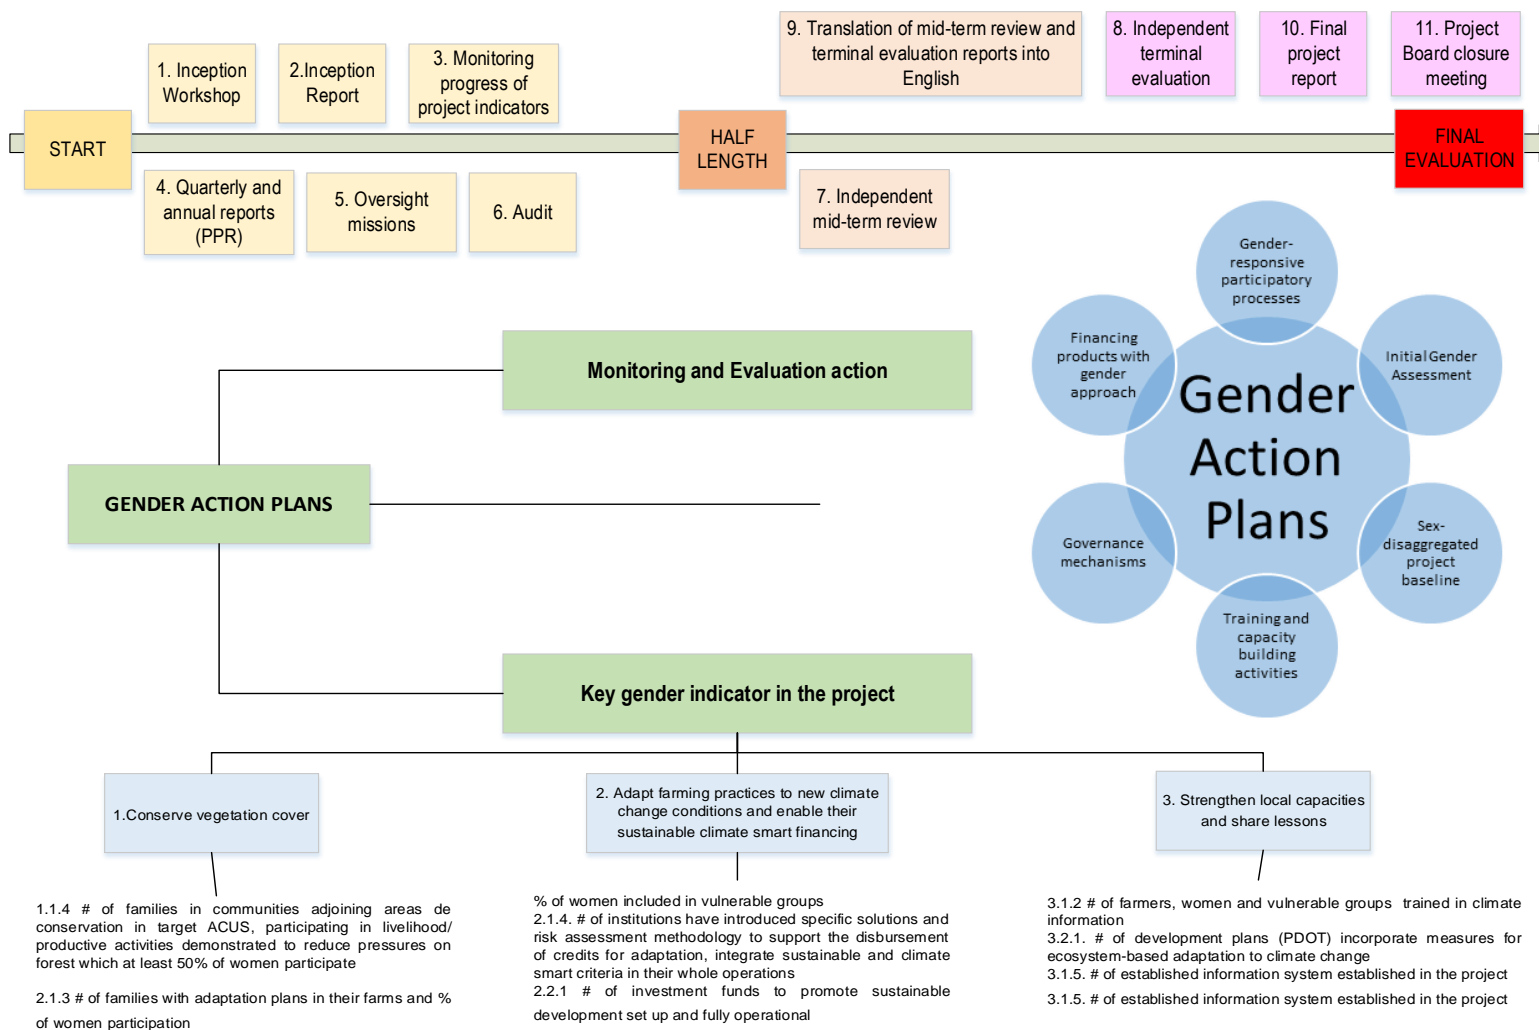 1. Inception
Workshop
2.Inception
Report
3. Monitoring
progress of
project indicators
9. Translation of mid-term review and
terminal evaluation reports into
English
8. Independent
terminal
evaluation
10. Final
project
report
11. Project
Board closure
meeting
START
HALF
LENGTH
FINAL
EVALUATION
4. Quarterly and
annual reports
(PPR)
5. Oversight
missions
6. Audit
7. Independent
mid-term review
Monitoring and Evaluation action
GENDER ACTION PLANS
Key gender indicator in the project
Gender
Action
Plans
Gender-
responsive
participatory
processes
Initial Gender
Assessment
Sex-
disaggregated
project
baseline
Training and
capacity
building
activities
Governance
mechanisms
Financing
products with
gender
approach
1.Conserve vegetation cover
2. Adapt farming practices to new climate
change conditions and enable their
sustainable climate smart financing
3. Strengthen local capacities
and share lessons
1.1.4 # of families in communities adjoining areas de
conservation in target ACUS, participating in livelihood/
productive activities demonstrated to reduce pressures on
forest which at least 50% of women participate
2.1.3 # of families with adaptation plans in their farms and %
of women participation
% of women included in vulnerable groups
2.1.4. # of institutions have introduced specific solutions and
risk assessment methodology to support the disbursement
of credits for adaptation, integrate sustainable and climate
smart criteria in their whole operations
2.2.1 # of investment funds to promote sustainable
development set up and fully operational
3.1.2 # of farmers, women and vulnerable groups trained in climate
information
3.2.1. # of development plans (PDOT) incorporate measures for
ecosystem-based adaptation to climate change
3.1.5. # of established information system established in the project
3.1.5. # of established information system established in the project